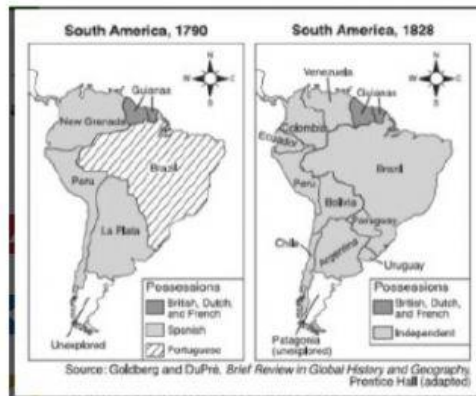 South America, 1790
N
W
E
S
Guianas
New Grenada
Brazil
Peru
La Plata
Unexplored
Possessions
British, Dutch,
and French
Spanish
Portuguese
South America, 1828
N
W
E
S
Venezuela
Guianas
Colombia
Ecuador
Brazil
Peru
Bolivia
Paraguay
Chile
Argentina
Uruguay
Patagonia
(unexplored)
Possessions
British, Dutch,
and French
Independent
Source: Goldberg and DuPré, Brief Review in Global History and Geography,
Prentice Hall (adapted)